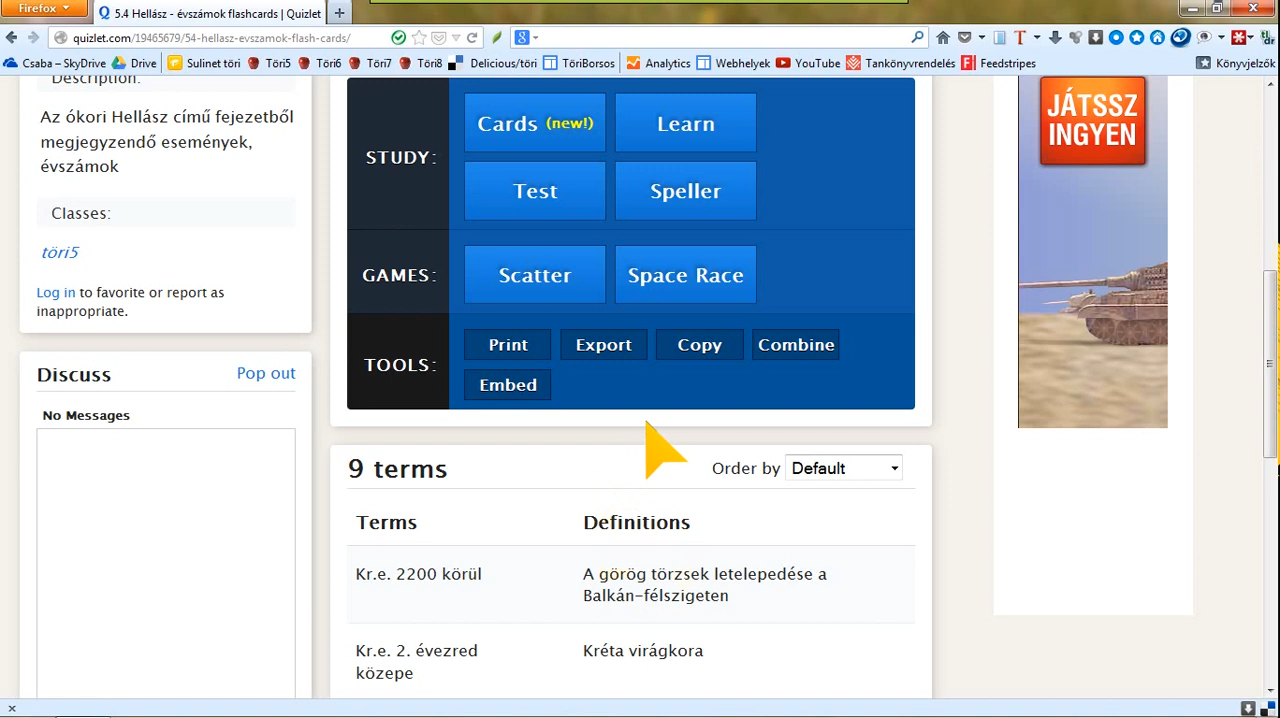 Firefox
5.4 Hellász - évszámok flashcards | Quizlet
quizlet.com/19465679/54-hellasz-evszamok-flash-cards/
Csaba – SkyDrive Drive Sulinet töri Töri5 Töri6 Töri7 Töri8 Delicious/töri TöriBorsos Analytics Webhelyek YouTube Tankönyvrendelés Feedstripes Könyvjelzők
Description:
Az ókori Hellász című fejezetből
megjegyzendő események,
évszámok
Classes:
töri5
Log in to favorite or report as
inappropriate.
Discuss Pop out
No Messages
STUDY:
Cards (new!) Learn
Test Speller
GAMES:
Scatter Space Race
TOOLS:
Print Export Copy Combine
Embed
9 terms
Order by Default
Terms Definitions
Kr.e. 2200 körül
A görög törzsek letelepedése a
Balkán-félszigeten
Kr.e. 2. évezred
közepe
Kréta virágkora
JÁTSSZ
INGYEN